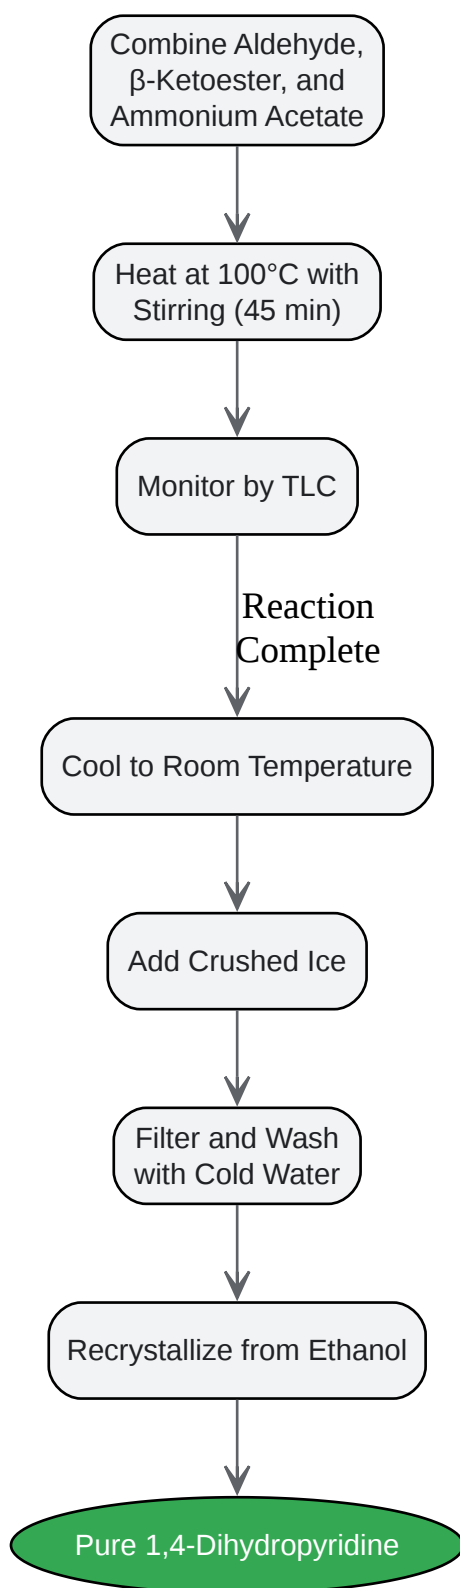 Combine Aldehyde,
β-Ketoester, and
Ammonium Acetate
Heat at 100°C with
Stirring (45 min)
Monitor by TLC
Reaction
Complete
Cool to Room Temperature
Add Crushed Ice
Filter and Wash
with Cold Water
Recrystallize from Ethanol
Pure 1,4-Dihydropyridine